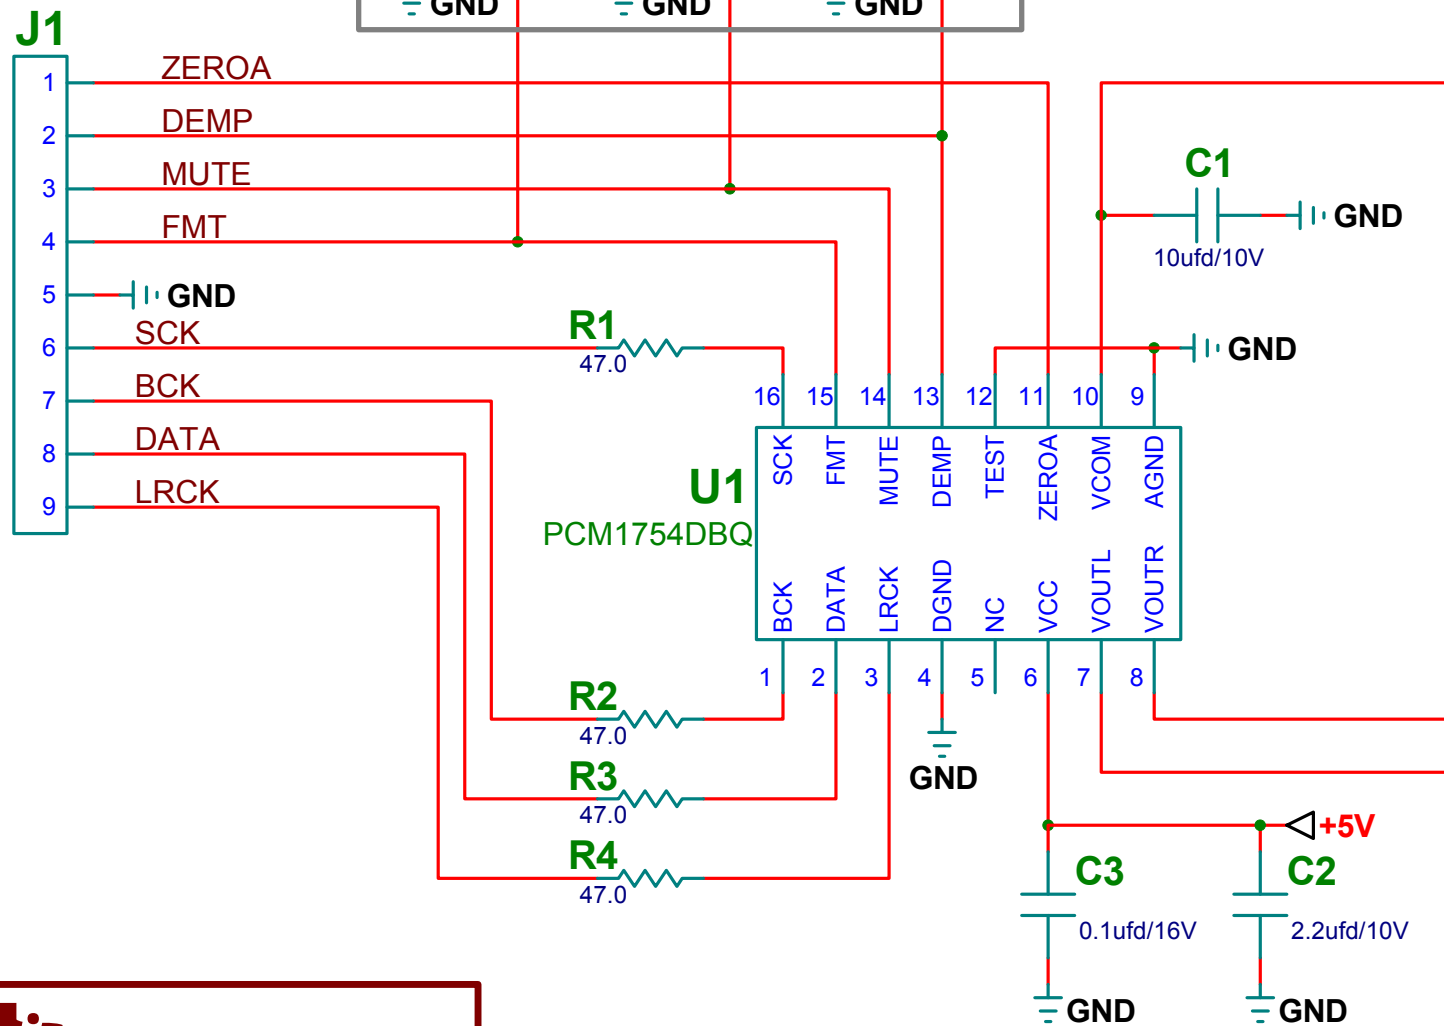 GND GND GND
J1
1 ZEROA
2 DEMP
3 MUTE
4 FMT
5 GND
6 SCK
7 BCK
8 DATA
9 LRCK
C1
10ufd/10V
GND
R1
47.0
GND
16 15 14 13 12 11 10 9
SCK FMT MUTE DEMP TEST ZEROA VCOM AGND
U1
PCM1754DBQ
BCK DATA LRCK DGND NC VCC VOUTL VOUTR
1 2 3 4 5 6 7 8
R2
47.0
GND
R3
47.0
+5V
R4
47.0
C3
0.1ufd/16V
C2
2.2ufd/10V
GND GND